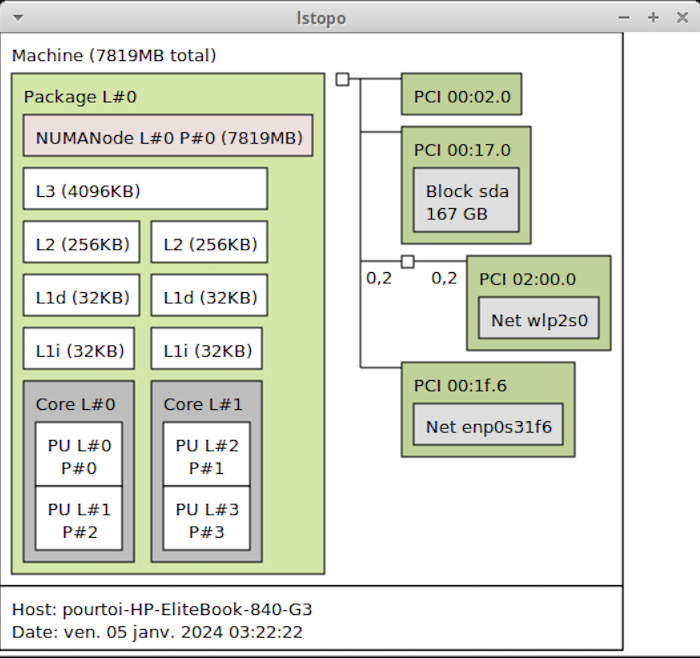 lstopo
Machine (7819MB total)
Package L#0
NUMANode L#0 P#0 (7819MB)
L3 (4096KB)
L2 (256KB)
L2 (256KB)
L1d (32KB)
L1d (32KB)
L1i (32KB)
L1i (32KB)
Core L#0
PU L#0
P#0
PU L#1
P#2
Core L#1
PU L#2
P#1
PU L#3
P#3
PCI 00:02.0
PCI 00:17.0
Block sda
167 GB
0,2
0,2
PCI 02:00.0
Net wlp2s0
PCI 00:1f.6
Net enp0s31f6
Host: pourtoi-HP-EliteBook-840-G3
Date: ven. 05 janv. 2024 03:22:22